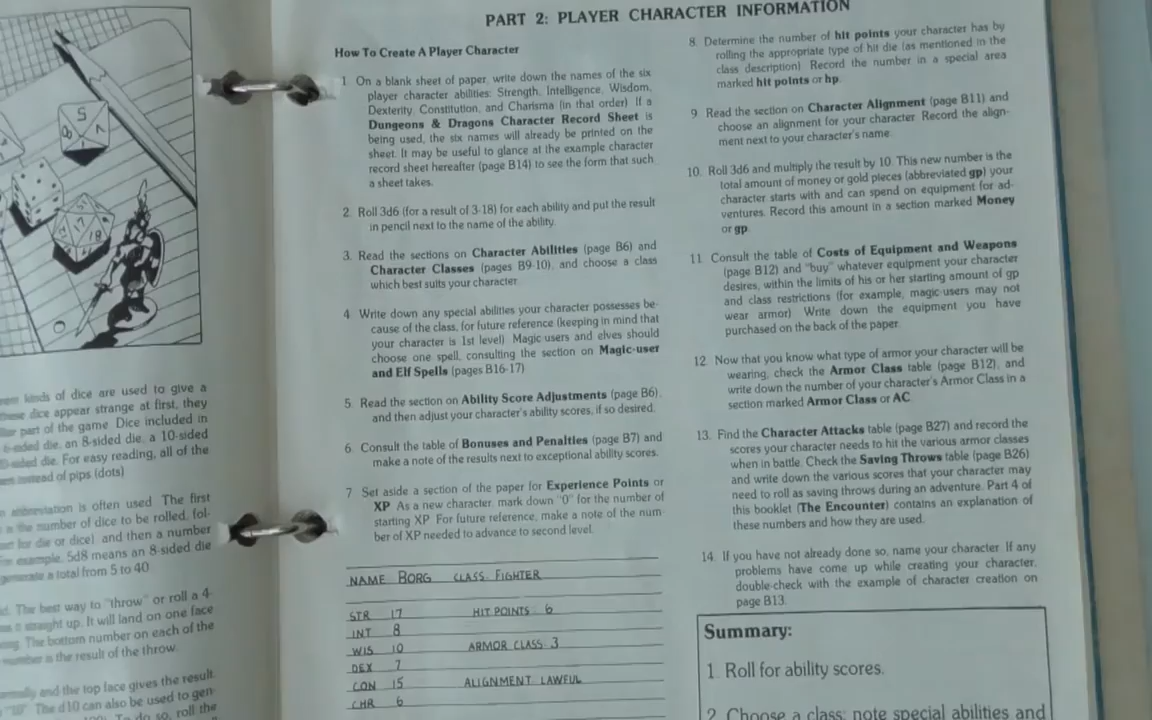 kinds of dice are used to give a
dice appear strange at first, they
part of the game. Dice included in
die, an 8-sided die, a 10-sided
die. For easy reading, all of the
instead of pips (dots)
abbreviation is often used The first
the number of dice to be rolled, fol-
for die or dice) and then a number
example, 5d8 means an 8-sided die
generate a total from 5 to 40
The best way to "throw" or roll a 4-
it straight up. It will land on one face
The bottom number on each of the
number is the result of the throw.
and the top face gives the result.
The d10 can also be used to gen-
To do so, roll the
PART 2: PLAYER CHARACTER INFORMATION
How To Create A Player Character
1 On a blank sheet of paper, write down the names of the six
player character abilities: Strength, Intelligence, Wisdom,
Dexterity, Constitution, and Charisma (in that order) If a
Dungeons & Dragons Character Record Sheet is
being used, the six names will already be printed on the
sheet. It may be useful to glance at the example character
record sheet hereafter (page B14) to see the form that such
a sheet takes.
2. Roll 3d6 (for a result of 3-18) for each ability and put the result
in pencil next to the name of the ability.
3. Read the sections on Character Abilities (page B6) and
Character Classes (pages B9-10), and choose a class
which best suits your character
4 Write down any special abilities your character possesses be-
cause of the class, for future reference (keeping in mind that
your character is 1st level) Magic users and elves should
choose one spell, consulting the section on Magic-user
and Elf Spells (pages B16-17)
5. Read the section on Ability Score Adjustments (page B6),
and then adjust your character's ability scores, if so desired.
6. Consult the table of Bonuses and Penalties (page B7) and
make a note of the results next to exceptional ability scores.
7 Set aside a section of the paper for Experience Points or
XP As a new character, mark down "0" for the number of
starting XP For future reference, make a note of the num-
ber of XP needed to advance to second level.
NAME BORG CLASS FIGHTER
STR 17 HIT POINTS 6
INT 8
WIS 10 ARMOR CLASS 3
DEX 7
CON 15 ALIGNMENT LAWFUL
CHR 6
8. Determine the number of hit points your character has by
rolling the appropriate type of hit die (as mentioned in the
class description) Record the number in a special area
marked hit points or hp.
9 Read the section on Character Alignment (page B11) and
choose an alignment for your character Record the align-
ment next to your character's name
10. Roll 3d6 and multiply the result by 10. This new number is the
total amount of money or gold pieces (abbreviated gp) your
character starts with and can spend on equipment for ad-
ventures. Record this amount in a section marked Money
or gp
11 Consult the table of Costs of Equipment and Weapons
(page B12) and "buy" whatever equipment your character
desires, within the limits of his or her starting amount of gp
and class restrictions (for example, magic-users may not
wear armor) Write down the equipment you have
purchased on the back of the paper
12. Now that you know what type of armor your character will be
wearing, check the Armor Class table (page B12), and
write down the number of your character's Armor Class in a
section marked Armor Class or AC
13. Find the Character Attacks table (page B27) and record the
scores your character needs to hit the various armor classes
when in battle. Check the Saving Throws table (page B26)
and write down the various scores that your character may
need to roll as saving throws during an adventure. Part 4 of
this booklet (The Encounter) contains an explanation of
these numbers and how they are used.
14. If you have not already done so, name your character If any
problems have come up while creating your character,
double-check with the example of character creation on
page B13.
Summary:
1. Roll for ability scores.
2. Choose a class; note special abilities and